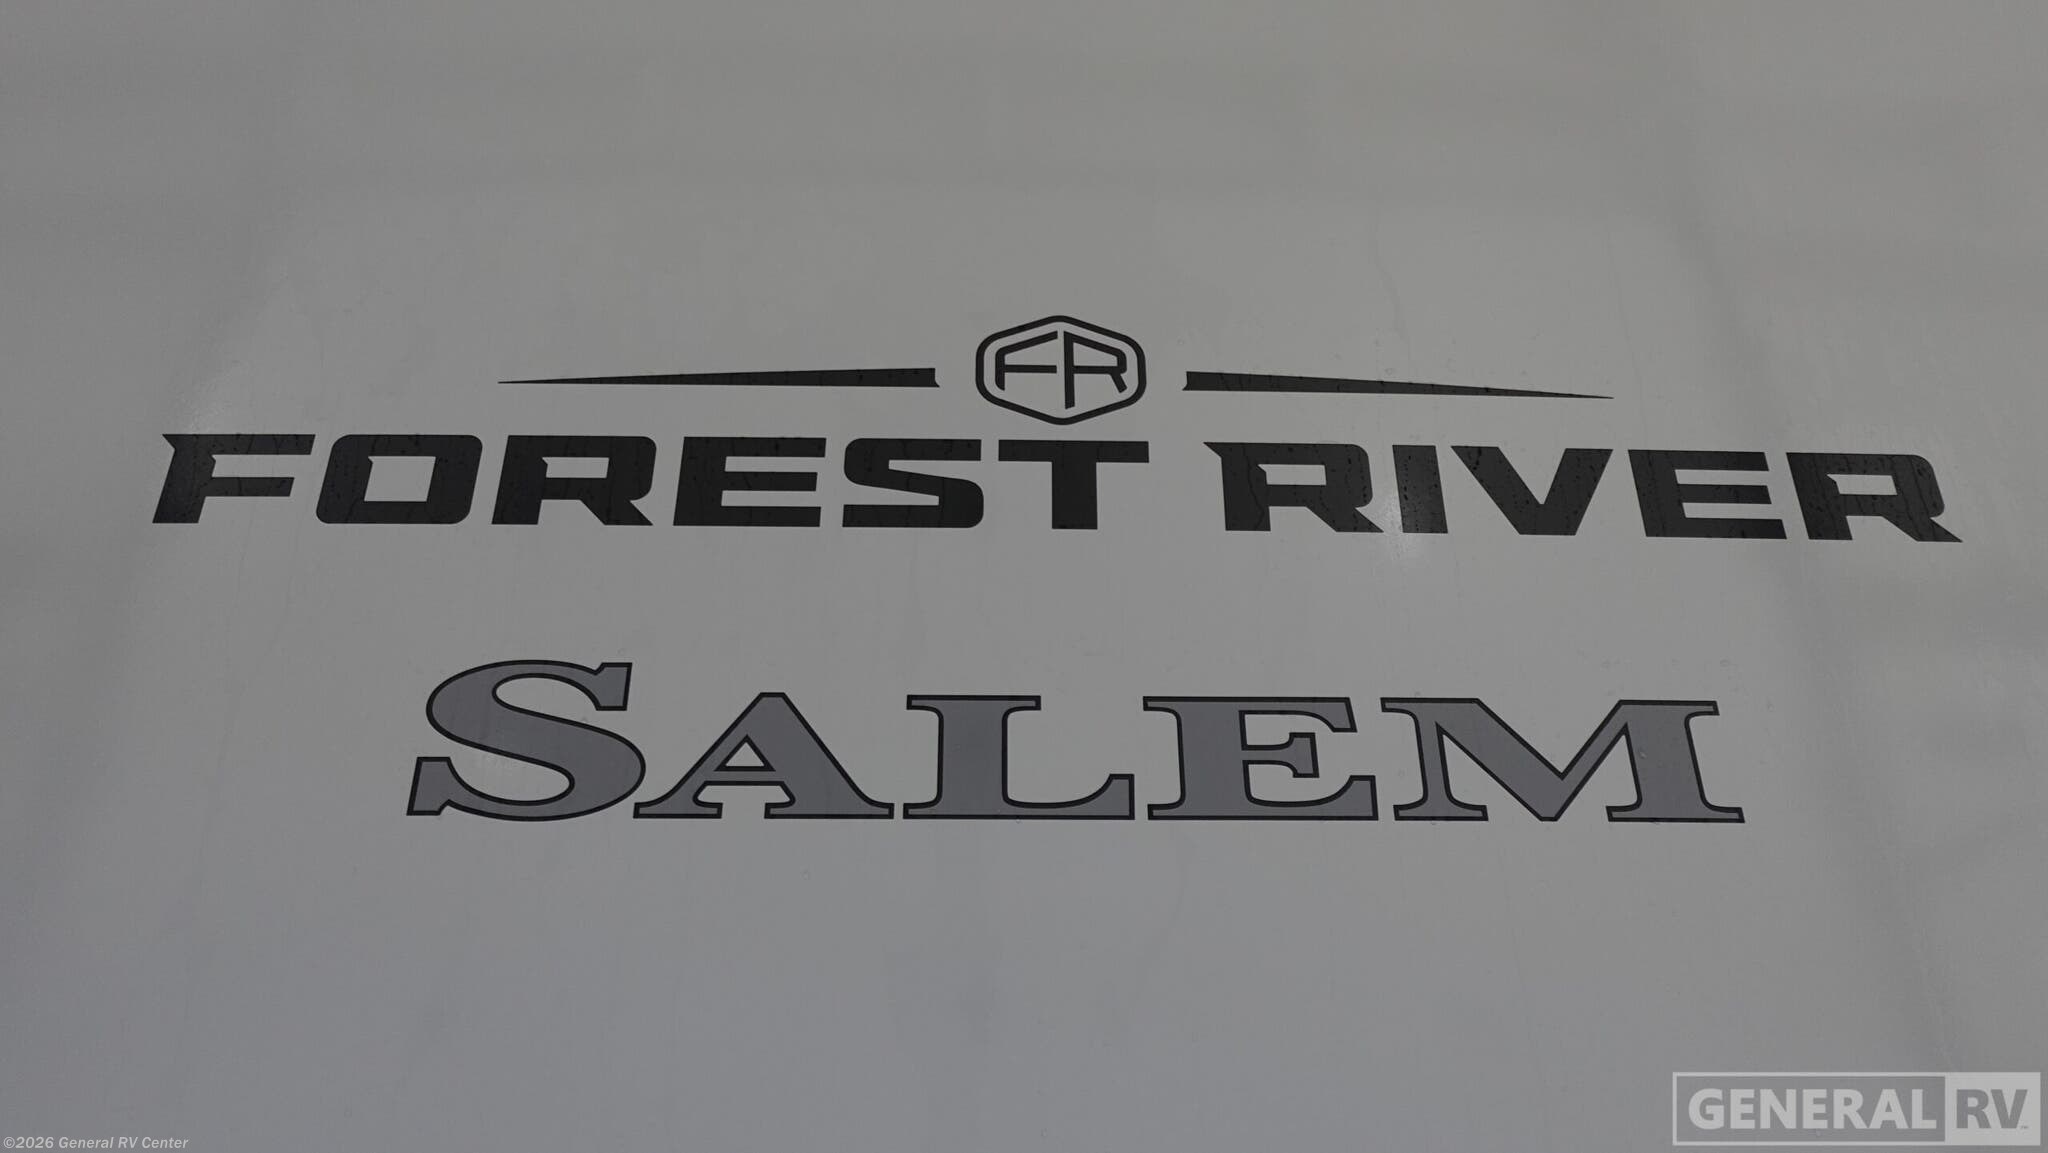 FR
FOREST RIVER
SALEM
GENERAL RV
©2026 General RV Center